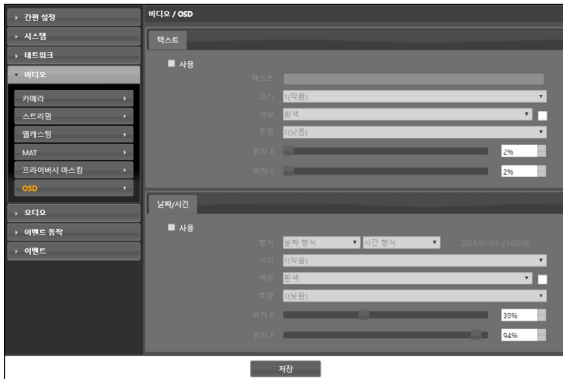 간편 설정
시스템
네트워크
비디오
카메라
스트리밍
웹캐스팅
MAT
프라이버시 마스킹
OSD
오디오
이벤트 동작
이벤트
비디오 / OSD
텍스트
사용
텍스트
크기 1(작음)
색상 흰색
투명 1(낮음)
위치 X 2%
위치 Y 2%
날짜/시간
사용
형식 날짜 형식 시간 형식 2021/01/01 21:02:06
크기 1(작음)
색상 흰색
투명 1(낮음)
위치 X 39%
위치 Y 94%
저장